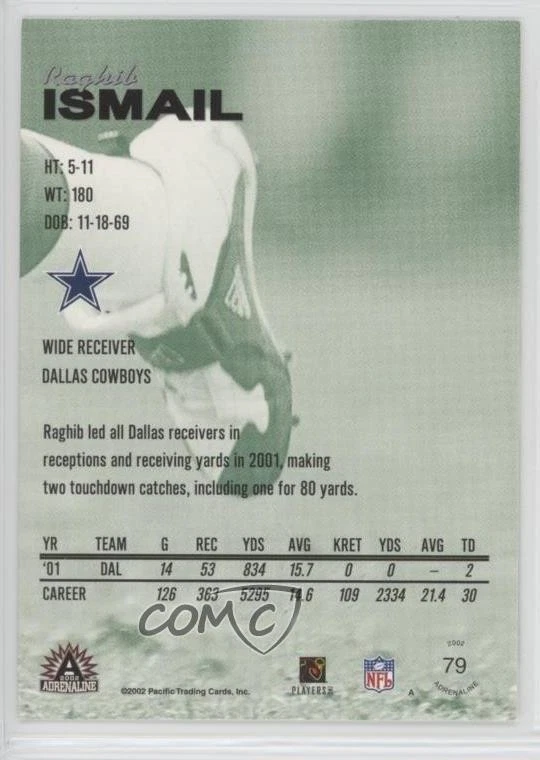 Raghib
ISMAIL
HT: 5-11
WT: 180
DOB: 11-18-69
WIDE RECEIVER
DALLAS COWBOYS
Raghib led all Dallas receivers in
receptions and receiving yards in 2001, making
two touchdown catches, including one for 80 yards.
YR TEAM G REC YDS AVG KRET YDS AVG TD
'01 DAL 14 53 834 15.7 0 0 – 2
CAREER 126 363 5295 14.6 109 2334 21.4 30
COMC
A
2002
ADRENALINE
©2002 Pacific Trading Cards, Inc.
PLAYERS INC
NFL
A
2002
79
ADRENALINE